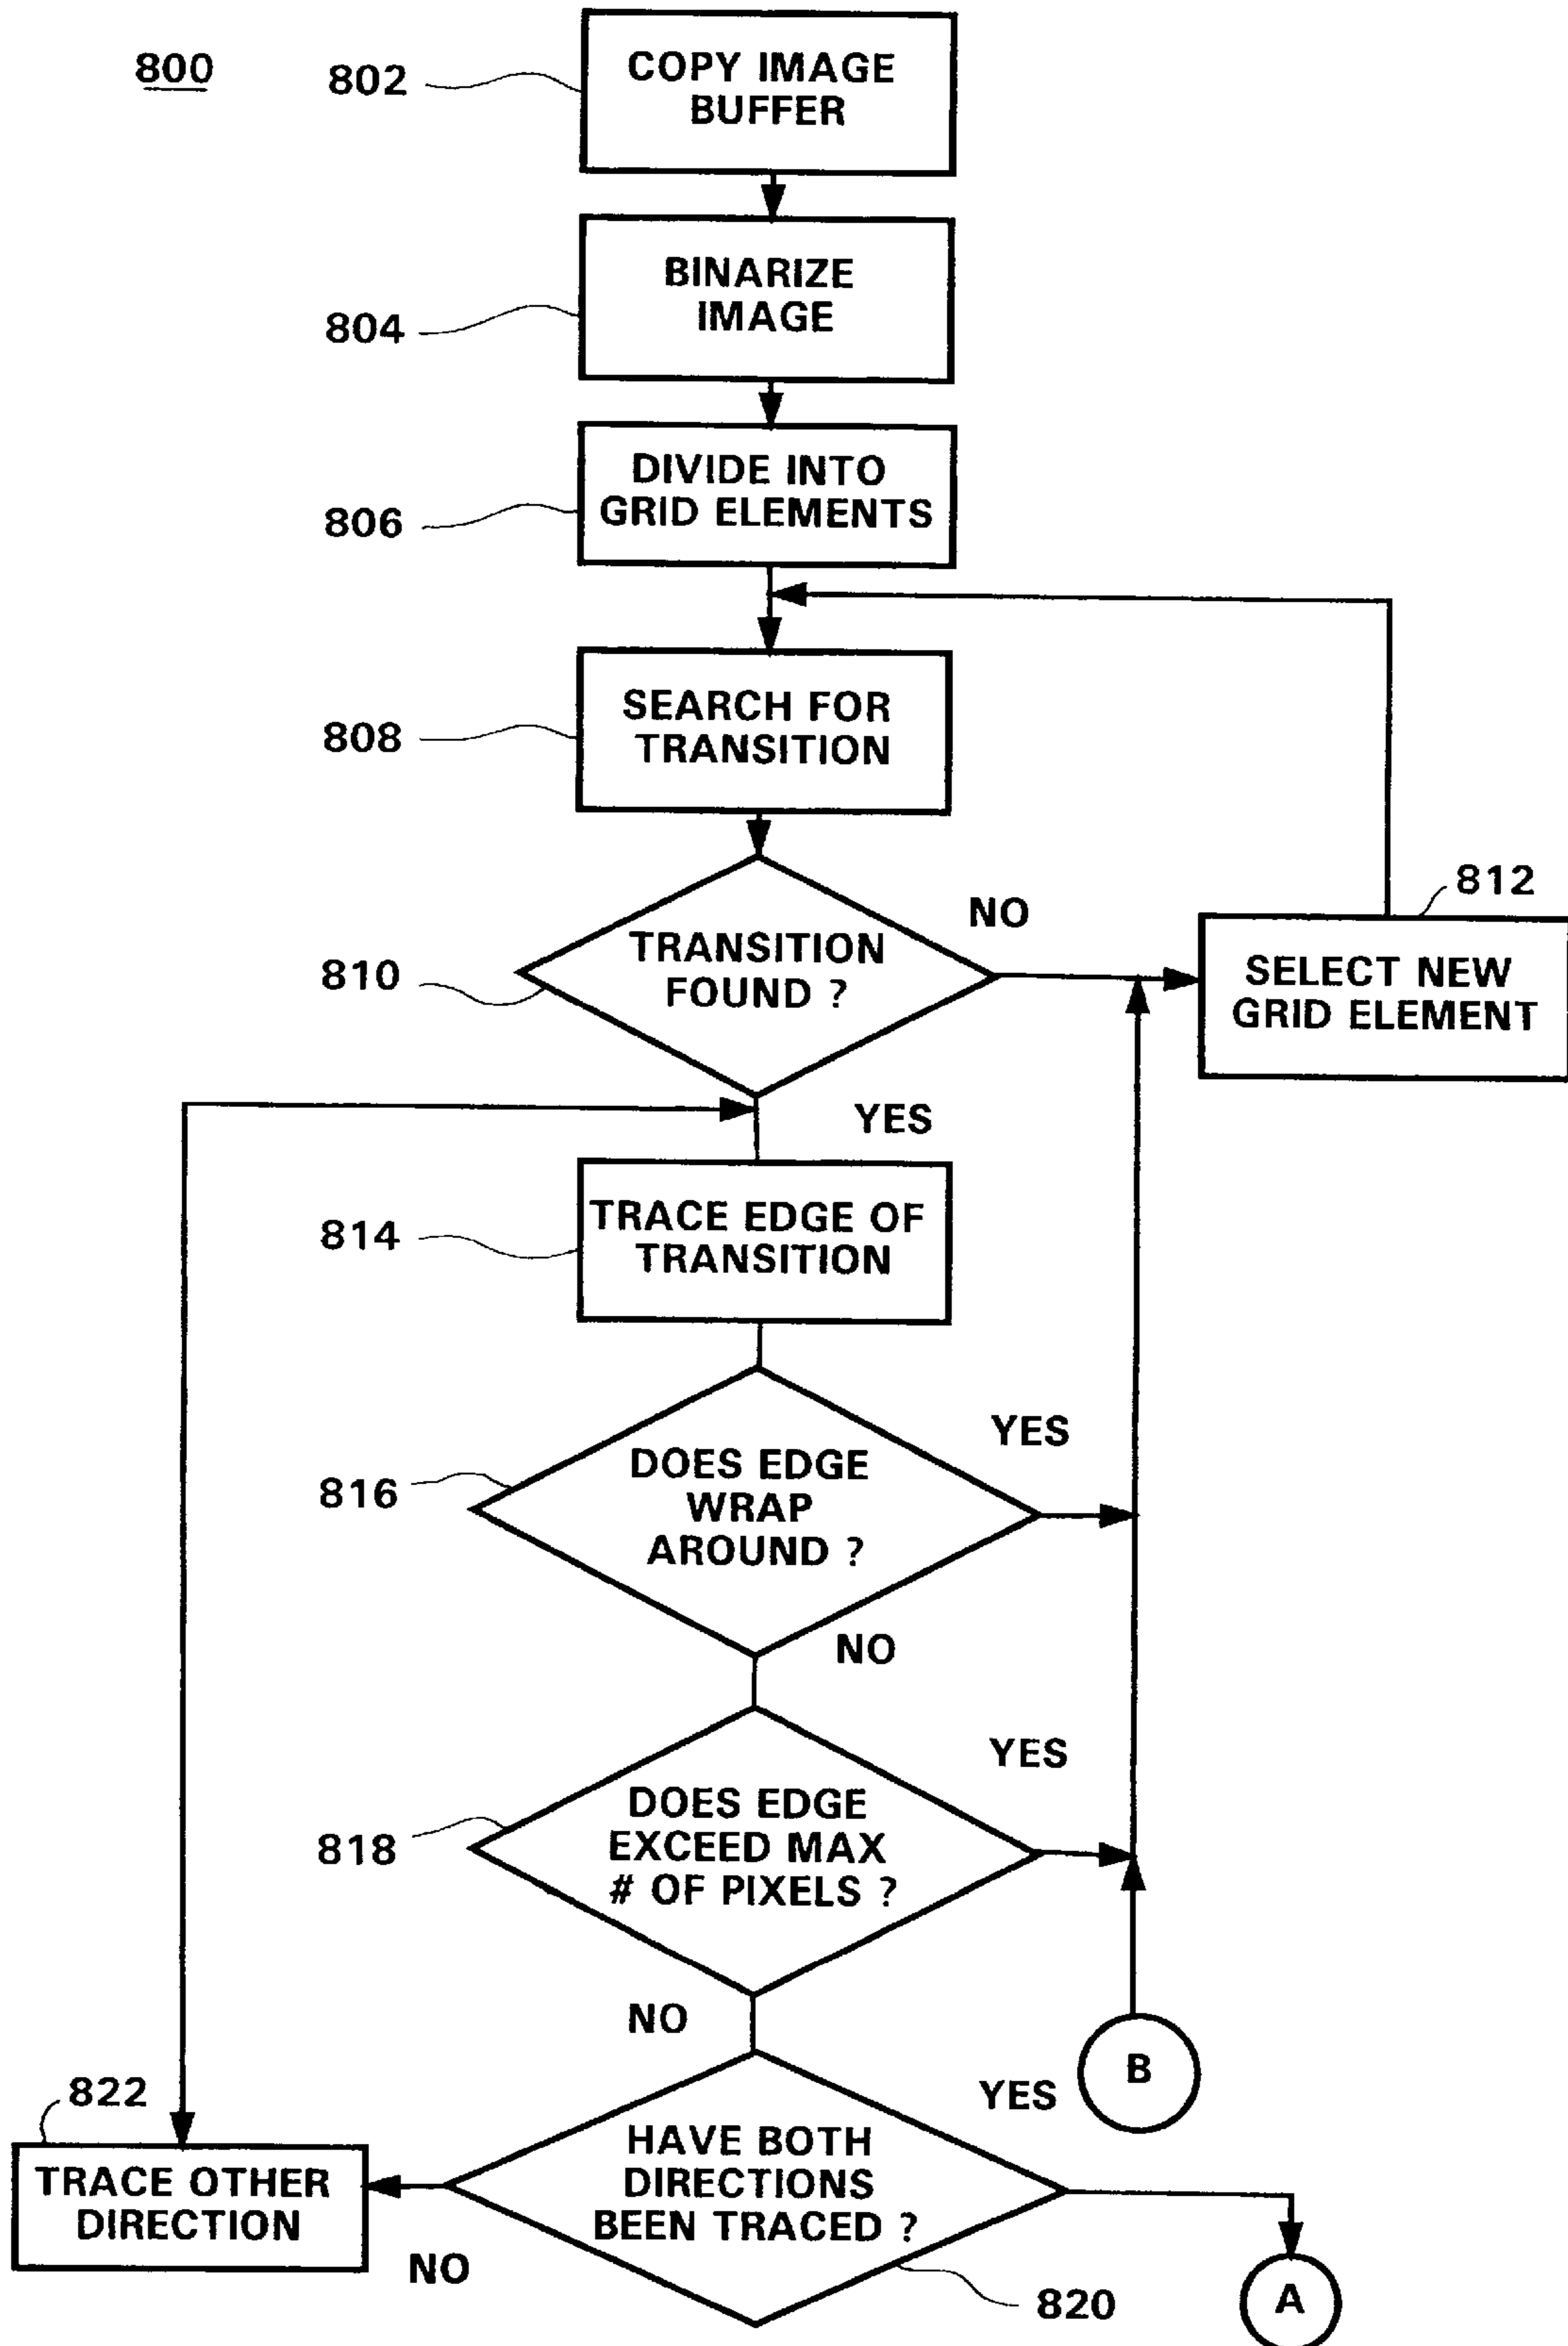 800
802
COPY IMAGE
BUFFER
804
BINARIZE
IMAGE
806
DIVIDE INTO
GRID ELEMENTS
808
SEARCH FOR
TRANSITION
810
TRANSITION
FOUND ?
NO
812
SELECT NEW
GRID ELEMENT
YES
814
TRACE EDGE OF
TRANSITION
816
DOES EDGE
WRAP
AROUND ?
YES
NO
818
DOES EDGE
EXCEED MAX
# OF PIXELS ?
YES
NO
B
822
TRACE OTHER
DIRECTION
HAVE BOTH
DIRECTIONS
BEEN TRACED ?
YES
NO
820
A